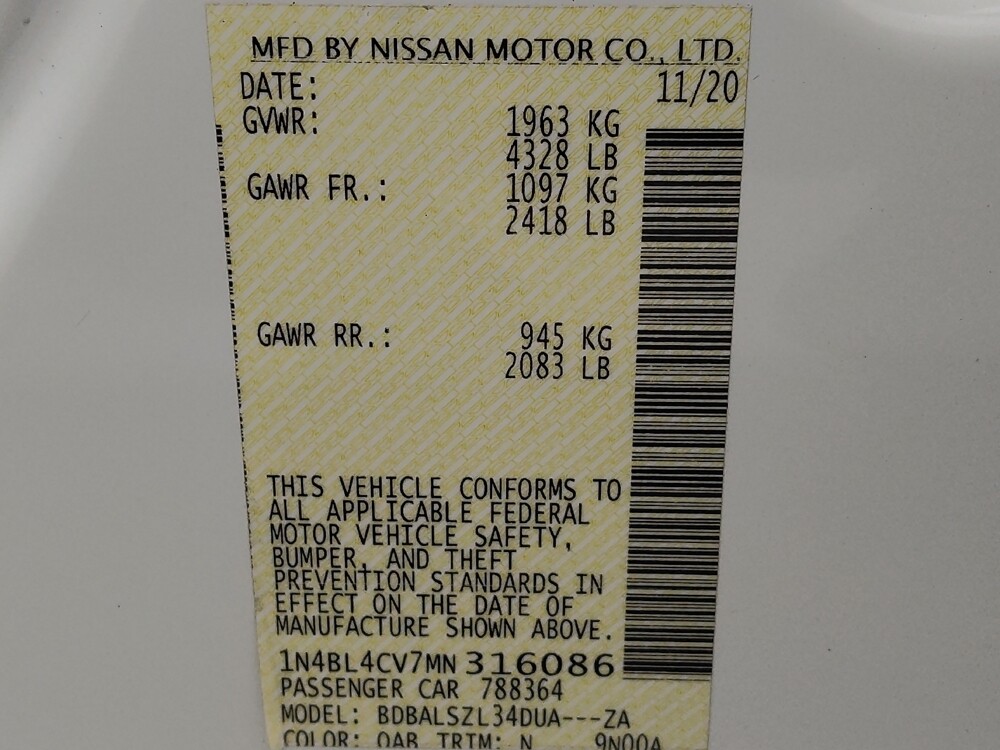 MFD BY NISSAN MOTOR CO., LTD.
DATE: 11/20
GVWR: 1963 KG
4328 LB
GAWR FR.: 1097 KG
2418 LB
GAWR RR.: 945 KG
2083 LB
THIS VEHICLE CONFORMS TO
ALL APPLICABLE FEDERAL
MOTOR VEHICLE SAFETY,
BUMPER, AND THEFT
PREVENTION STANDARDS IN
EFFECT ON THE DATE OF
MANUFACTURE SHOWN ABOVE.
1N4BL4CV7MN 316086
PASSENGER CAR 788364
MODEL: BDBALSZL34DUA---ZA
COLOR: QAB TRIM: N 9N00A